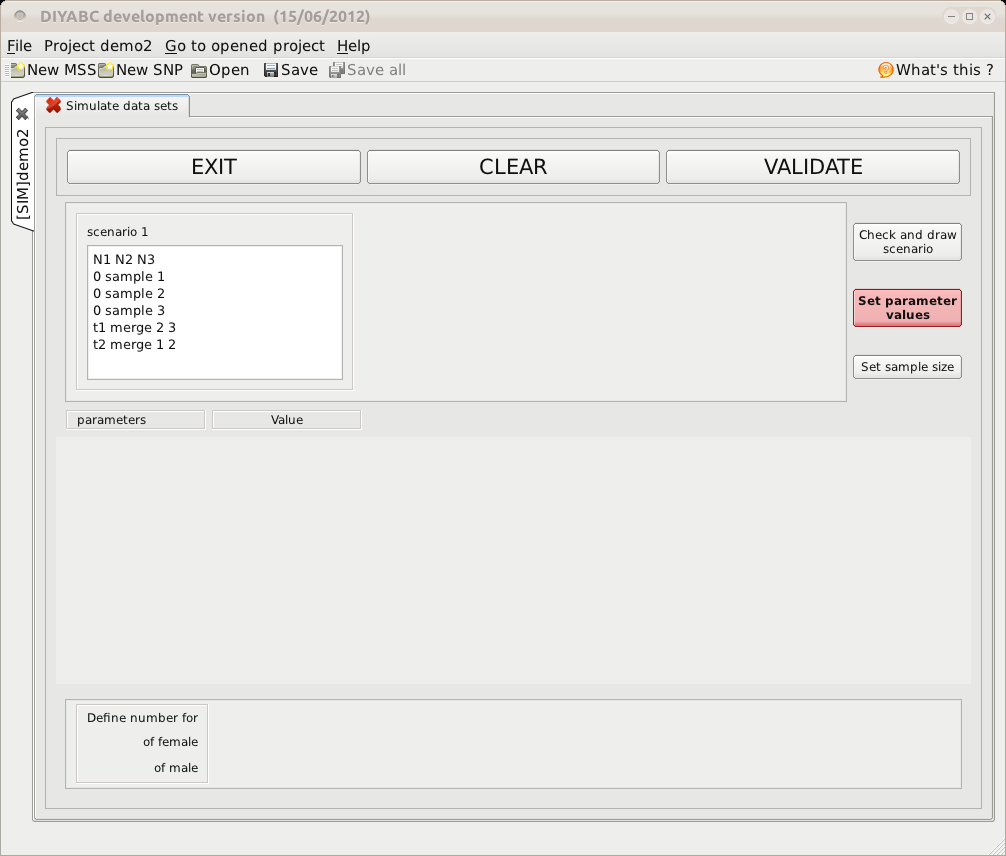 DIYABC development version (15/06/2012)
File Project demo2 Go to opened project Help
New MSS New SNP Open Save Save all What's this ?
[SIM]demo2
Simulate data sets
EXIT CLEAR VALIDATE
scenario 1
N1 N2 N3
0 sample 1
0 sample 2
0 sample 3
t1 merge 2 3
t2 merge 1 2
Check and draw
scenario
Set parameter
values
Set sample size
parameters Value
Define number for
of female
of male